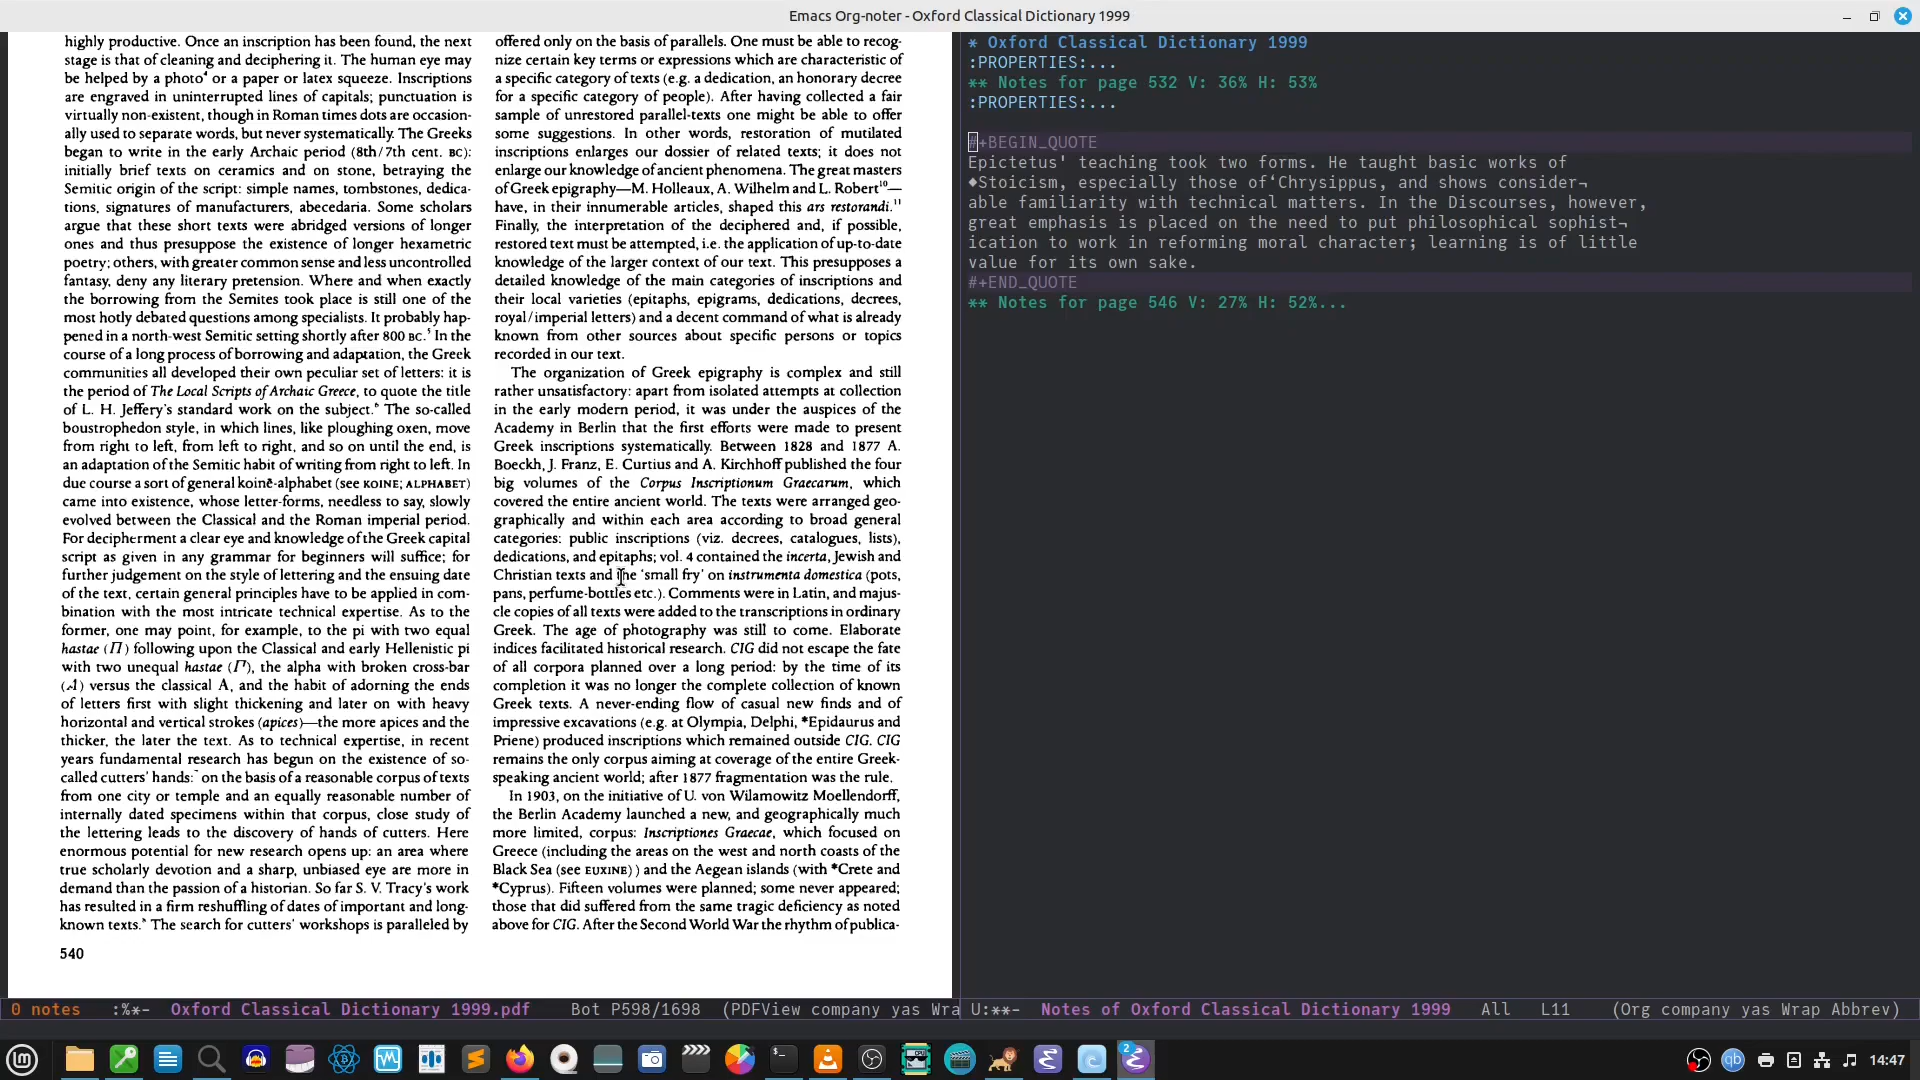 Emacs Org-noter - Oxford Classical Dictionary 1999
highly productive. Once an inscription has been found, the next
stage is that of cleaning and deciphering it. The human eye may
be helped by a photo⁴ or a paper or latex squeeze. Inscriptions
are engraved in uninterrupted lines of capitals; punctuation is
virtually non-existent, though in Roman times dots are occasion-
ally used to separate words, but never systematically. The Greeks
began to write in the early Archaic period (8th/7th cent. BC):
initially brief texts on ceramics and on stone, betraying the
Semitic origin of the script: simple names, tombstones, dedica-
tions, signatures of manufacturers, abecedaria. Some scholars
argue that these short texts were abridged versions of longer
ones and thus presuppose the existence of longer hexametric
poetry; others, with greater common sense and less uncontrolled
fantasy, deny any literary pretension. Where and when exactly
the borrowing from the Semites took place is still one of the
most hotly debated questions among specialists. It probably hap-
pened in a north-west Semitic setting shortly after 800 BC.⁵ In the
course of a long process of borrowing and adaptation, the Greek
communities all developed their own peculiar set of letters: it is
the period of The Local Scripts of Archaic Greece, to quote the title
of L. H. Jeffery's standard work on the subject.⁶ The so-called
boustrophedon style, in which lines, like ploughing oxen, move
from right to left, from left to right, and so on until the end, is
an adaptation of the Semitic habit of writing from right to left. In
due course a sort of general koinē-alphabet (see KOINE; ALPHABET)
came into existence, whose letter-forms, needless to say, slowly
evolved between the Classical and the Roman imperial period.
For decipherment a clear eye and knowledge of the Greek capital
script as given in any grammar for beginners will suffice; for
further judgement on the style of lettering and the ensuing date
of the text, certain general principles have to be applied in com-
bination with the most intricate technical expertise. As to the
former, one may point, for example, to the pi with two equal
hastae (Π) following upon the Classical and early Hellenistic pi
with two unequal hastae (Γ'), the alpha with broken cross-bar
(A) versus the classical A, and the habit of adorning the ends
of letters first with slight thickening and later on with heavy
horizontal and vertical strokes (apices)—the more apices and the
thicker, the later the text. As to technical expertise, in recent
years fundamental research has begun on the existence of so-
called cutters' hands:⁷ on the basis of a reasonable corpus of texts
from one city or temple and an equally reasonable number of
internally dated specimens within that corpus, close study of
the lettering leads to the discovery of hands of cutters. Here
enormous potential for new research opens up: an area where
true scholarly devotion and a sharp, unbiased eye are more in
demand than the passion of a historian. So far S. V. Tracy's work
has resulted in a firm reshuffling of dates of important and long-
known texts.⁸ The search for cutters' workshops is paralleled by
540
offered only on the basis of parallels. One must be able to recog-
nize certain key terms or expressions which are characteristic of
a specific category of texts (e.g. a dedication, an honorary decree
for a specific category of people). After having collected a fair
sample of unrestored parallel-texts one might be able to offer
some suggestions. In other words, restoration of mutilated
inscriptions enlarges our dossier of related texts; it does not
enlarge our knowledge of ancient phenomena. The great masters
of Greek epigraphy—M. Holleaux, A. Wilhelm and L. Robert¹⁰—
have, in their innumerable articles, shaped this ars restorandi.¹¹
Finally, the interpretation of the deciphered and, if possible,
restored text must be attempted, i.e. the application of up-to-date
knowledge of the larger context of our text. This presupposes a
detailed knowledge of the main categories of inscriptions and
their local varieties (epitaphs, epigrams, dedications, decrees,
royal/imperial letters) and a decent command of what is already
known from other sources about specific persons or topics
recorded in our text.
The organization of Greek epigraphy is complex and still
rather unsatisfactory: apart from isolated attempts at collection
in the early modern period, it was under the auspices of the
Academy in Berlin that the first efforts were made to present
Greek inscriptions systematically. Between 1828 and 1877 A.
Boeckh, J. Franz, E. Curtius and A. Kirchhoff published the four
big volumes of the Corpus Inscriptionum Graecarum, which
covered the entire ancient world. The texts were arranged geo-
graphically and within each area according to broad general
categories: public inscriptions (viz. decrees, catalogues, lists),
dedications, and epitaphs; vol. 4 contained the incerta, Jewish and
Christian texts and the 'small fry' on instrumenta domestica (pots,
pans, perfume-bottles etc.). Comments were in Latin, and majus-
cle copies of all texts were added to the transcriptions in ordinary
Greek. The age of photography was still to come. Elaborate
indices facilitated historical research. CIG did not escape the fate
of all corpora planned over a long period: by the time of its
completion it was no longer the complete collection of known
Greek texts. A never-ending flow of casual new finds and of
impressive excavations (e.g. at Olympia, Delphi, *Epidaurus and
Priene) produced inscriptions which remained outside CIG. CIG
remains the only corpus aiming at coverage of the entire Greek-
speaking ancient world; after 1877 fragmentation was the rule.
In 1903, on the initiative of U. von Wilamowitz Moellendorff,
the Berlin Academy launched a new, and geographically much
more limited, corpus: Inscriptiones Graecae, which focused on
Greece (including the areas on the west and north coasts of the
Black Sea (see EUXINE) ) and the Aegean islands (with *Crete and
*Cyprus). Fifteen volumes were planned; some never appeared;
those that did suffered from the same tragic deficiency as noted
above for CIG. After the Second World War the rhythm of publica-
* Oxford Classical Dictionary 1999
:PROPERTIES:...
** Notes for page 532 V: 36% H: 53%
:PROPERTIES:...
#+BEGIN_QUOTE
Epictetus' teaching took two forms. He taught basic works of
◆Stoicism, especially those of‘Chrysippus, and shows consider¬
able familiarity with technical matters. In the Discourses, however,
great emphasis is placed on the need to put philosophical sophist¬
ication to work in reforming moral character; learning is of little
value for its own sake.
#+END_QUOTE
** Notes for page 546 V: 27% H: 52%...
0 notes :%*- Oxford Classical Dictionary 1999.pdf Bot P598/1698 (PDFView company yas Wra
U:**- Notes of Oxford Classical Dictionary 1999 All L11 (Org company yas Wrap Abbrev)
2
14:47